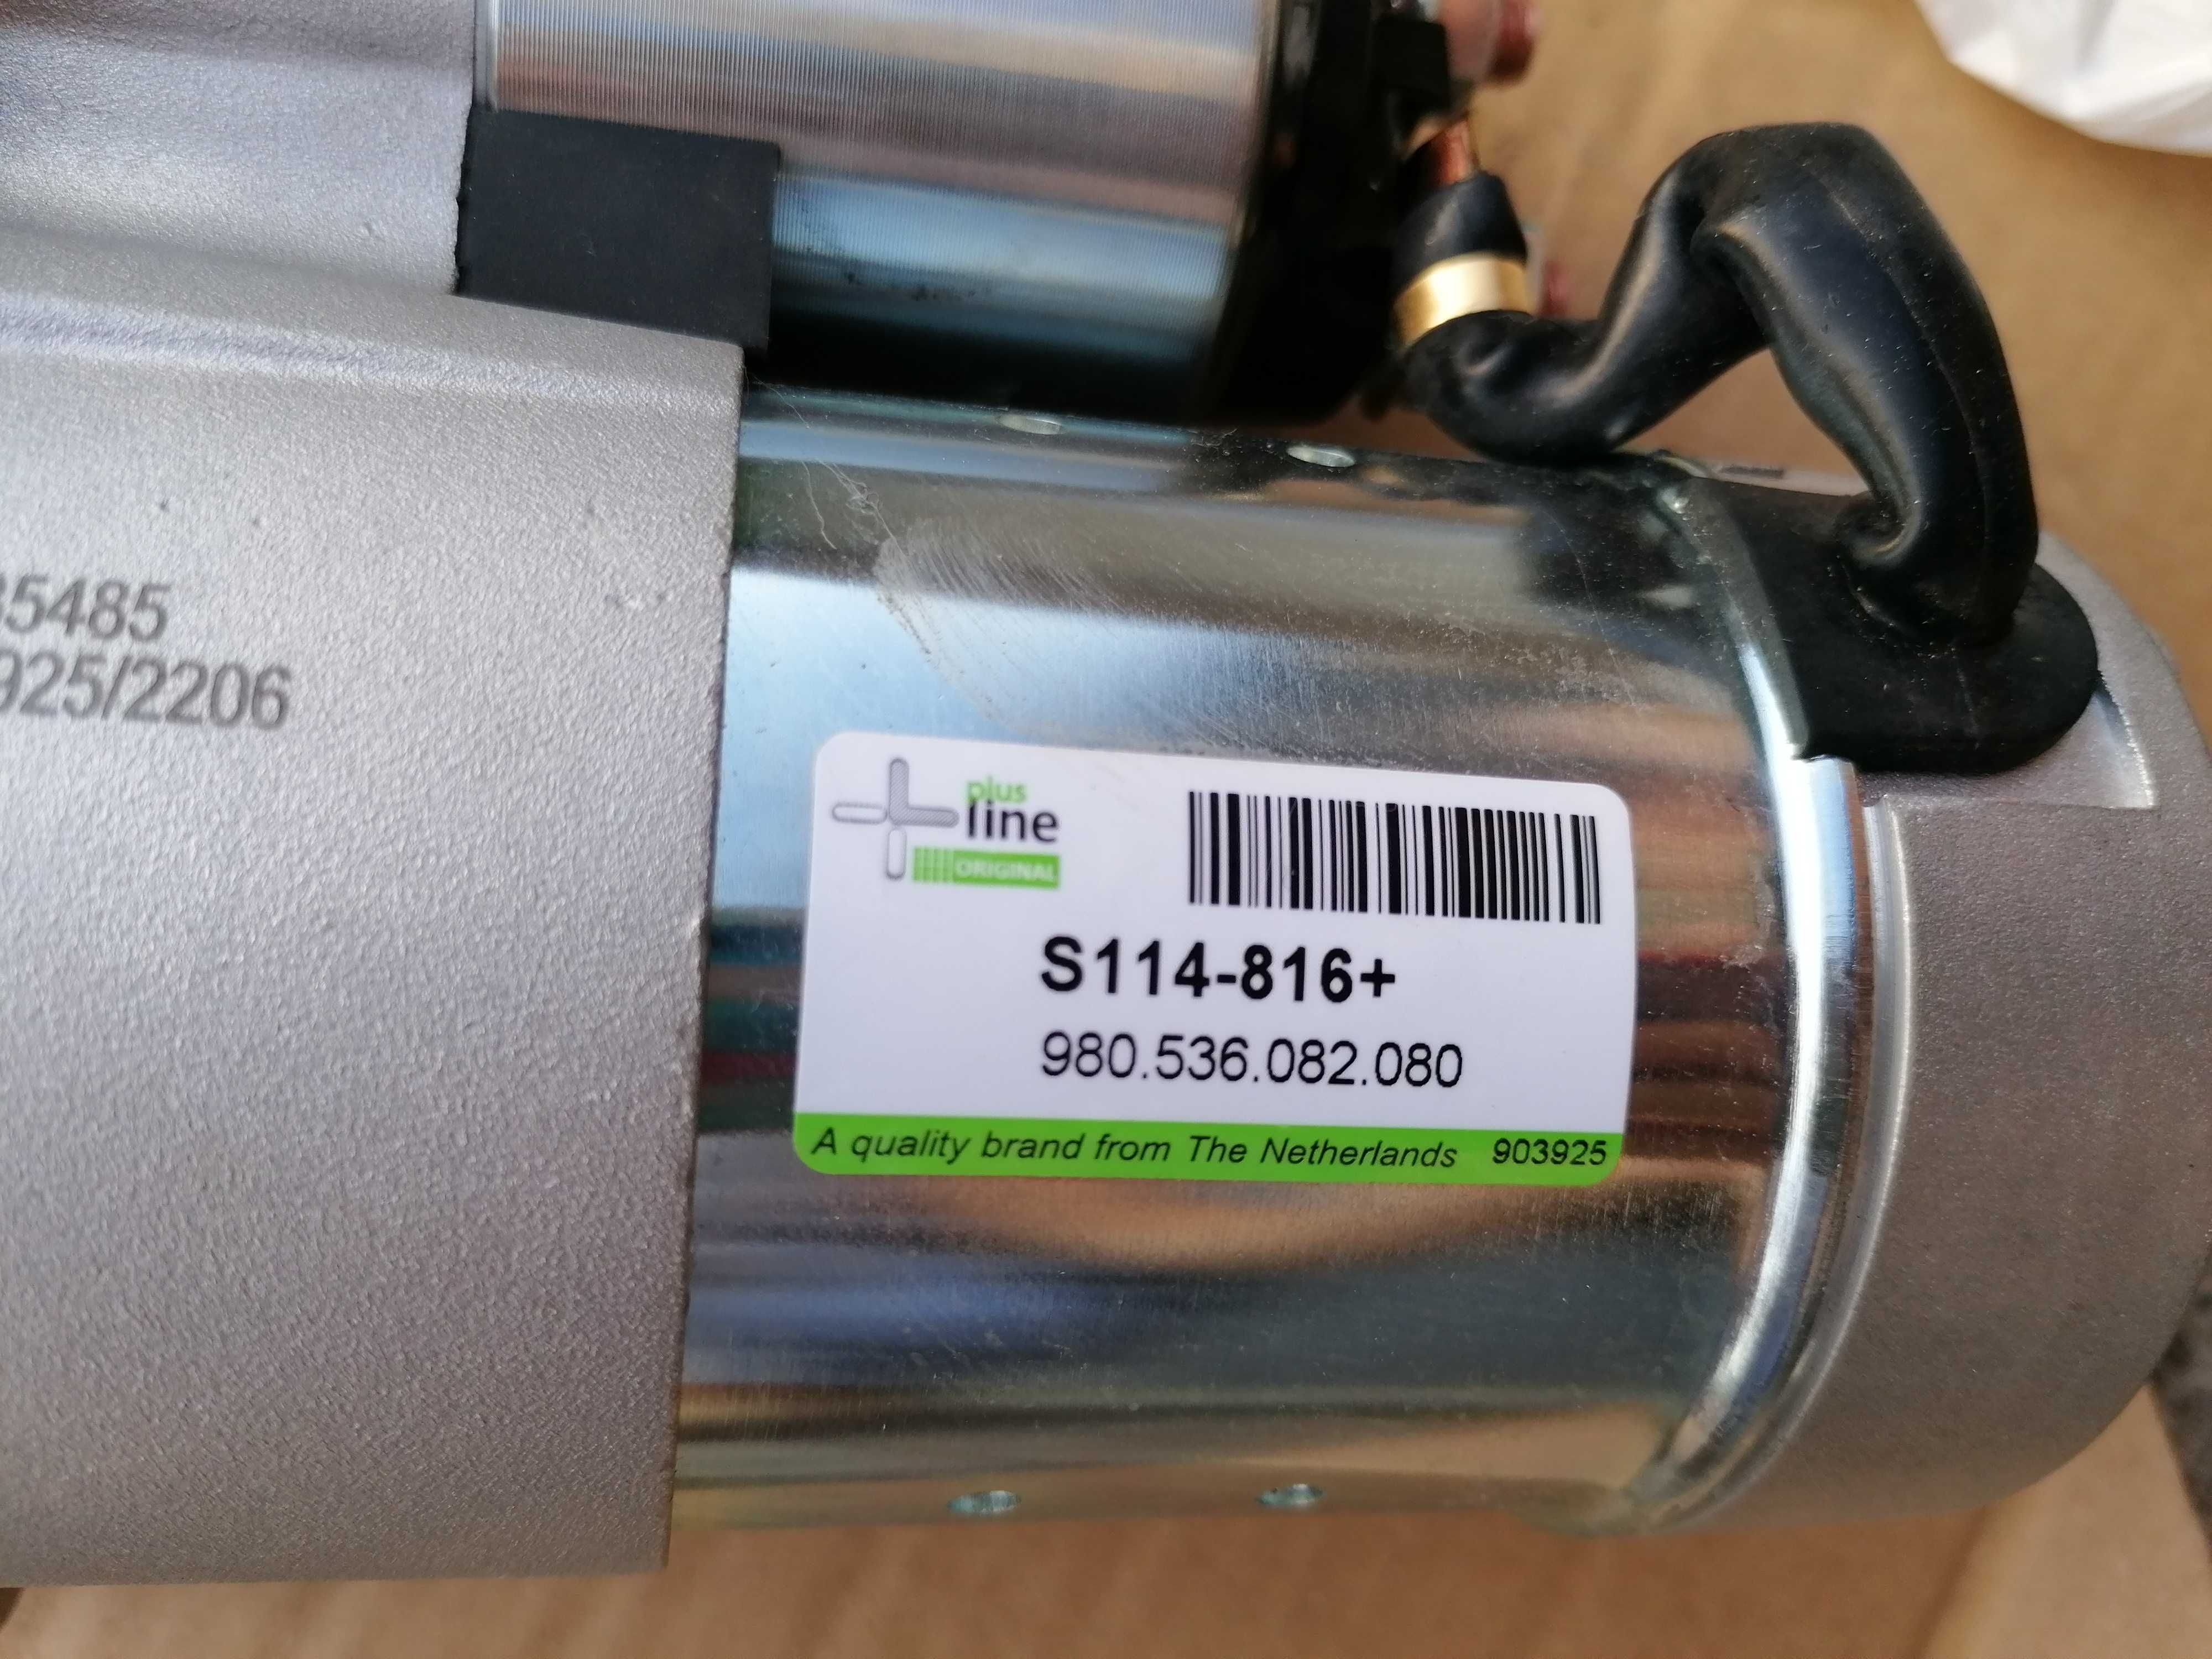 35485
925/2206
plus
line
ORIGINAL
S114-816+
980.536.082.080
A quality brand from The Netherlands 903925